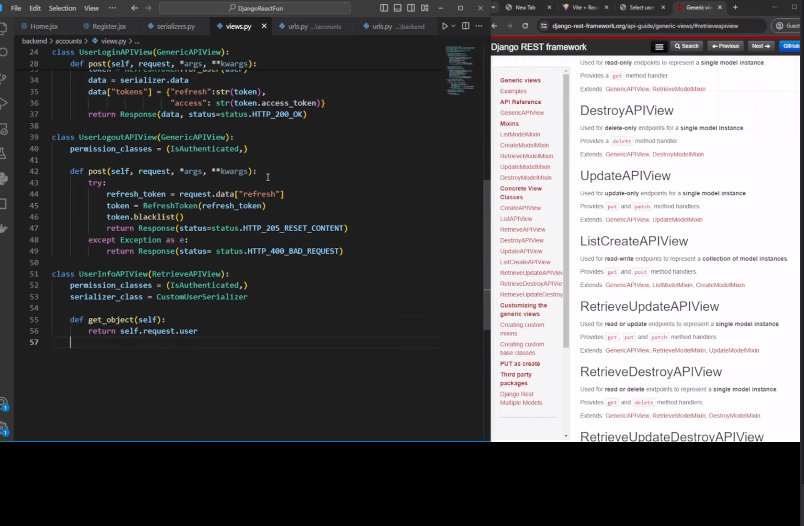 File Edit Selection View ···
DjangoReactFun
Home.jsx Register.jsx serializers.py views.py × urls.py ...\accounts urls.py ...\backend
backend > accounts > views.py > ...
24 class UserLoginAPIView(GenericAPIView):
28 def post(self, request, *args, **kwargs):
34 data = serializer.data
35 data["tokens"] = {"refresh":str(token),
36 "access": str(token.access_token)}
37 return Response(data, status=status.HTTP_200_OK)
38
39 class UserLogoutAPIView(GenericAPIView):
40 permission_classes = (IsAuthenticated,)
41
42 def post(self, request, *args, **kwargs):
43 try:
44 refresh_token = request.data["refresh"]
45 token = RefreshToken(refresh_token)
46 token.blacklist()
47 return Response(status=status.HTTP_205_RESET_CONTENT)
48 except Exception as e:
49 return Response(status= status.HTTP_400_BAD_REQUEST)
50
51 class UserInfoAPIView(RetrieveAPIView):
52 permission_classes = (IsAuthenticated,)
53 serializer_class = CustomUserSerializer
54
55 def get_object(self):
56 return self.request.user
57
New Tab × Vite + Re × Select user × Generic vi ×
django-rest-framework.org/api-guide/generic-views/#retrieveapiview Guest
Django REST framework Search Previous Next GitHub
Generic views
Examples
API Reference
GenericAPIView
Mixins
ListModelMixin
CreateModelMixin
RetrieveModelMixin
UpdateModelMixin
DestroyModelMixin
Concrete View
Classes
CreateAPIView
ListAPIView
RetrieveAPIView
DestroyAPIView
UpdateAPIView
ListCreateAPIView
RetrieveUpdateAPIView
RetrieveDestroyAPIView
RetrieveUpdateDestroy
Customizing the
generic views
Creating custom
mixins
Creating custom
base classes
PUT as create
Third party
packages
Django Rest
Multiple Models
Used for read-only endpoints to represent a single model instance.
Provides a get method handler.
Extends: GenericAPIView, RetrieveModelMixin
DestroyAPIView
Used for delete-only endpoints for a single model instance.
Provides a delete method handler.
Extends: GenericAPIView, DestroyModelMixin
UpdateAPIView
Used for update-only endpoints for a single model instance.
Provides put and patch method handlers.
Extends: GenericAPIView, UpdateModelMixin
ListCreateAPIView
Used for read-write endpoints to represent a collection of model instances.
Provides get and post method handlers.
Extends: GenericAPIView, ListModelMixin, CreateModelMixin
RetrieveUpdateAPIView
Used for read or update endpoints to represent a single model instance.
Provides get, put and patch method handlers.
Extends: GenericAPIView, RetrieveModelMixin, UpdateModelMixin
RetrieveDestroyAPIView
Used for read or delete endpoints to represent a single model instance.
Provides get and delete method handlers.
Extends: GenericAPIView, RetrieveModelMixin, DestroyModelMixin
RetrieveUpdateDestroyAPIView